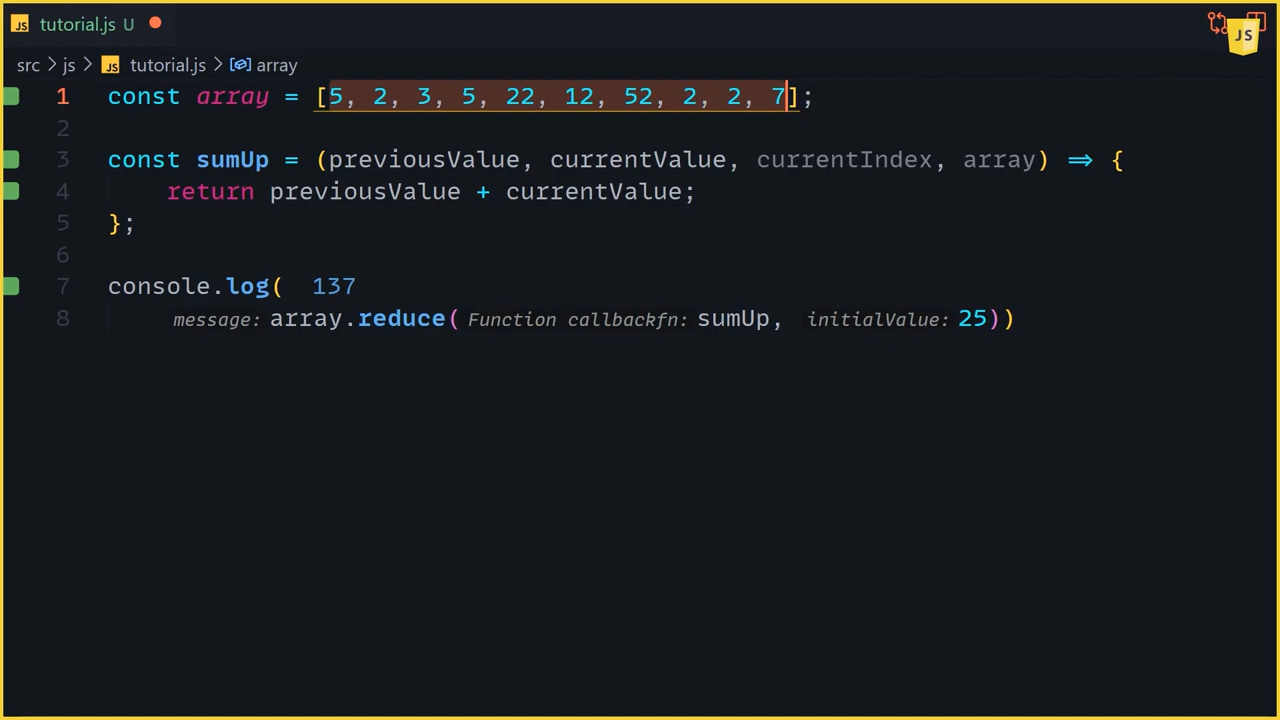 JS tutorial.js U
JS
src > js > JS tutorial.js > array
1 const array = [5, 2, 3, 5, 22, 12, 52, 2, 2, 7];
2
3 const sumUp = (previousValue, currentValue, currentIndex, array) => {
4 return previousValue + currentValue;
5 };
6
7 console.log( 137
8 message: array.reduce( Function callbackfn: sumUp, initialValue: 25))